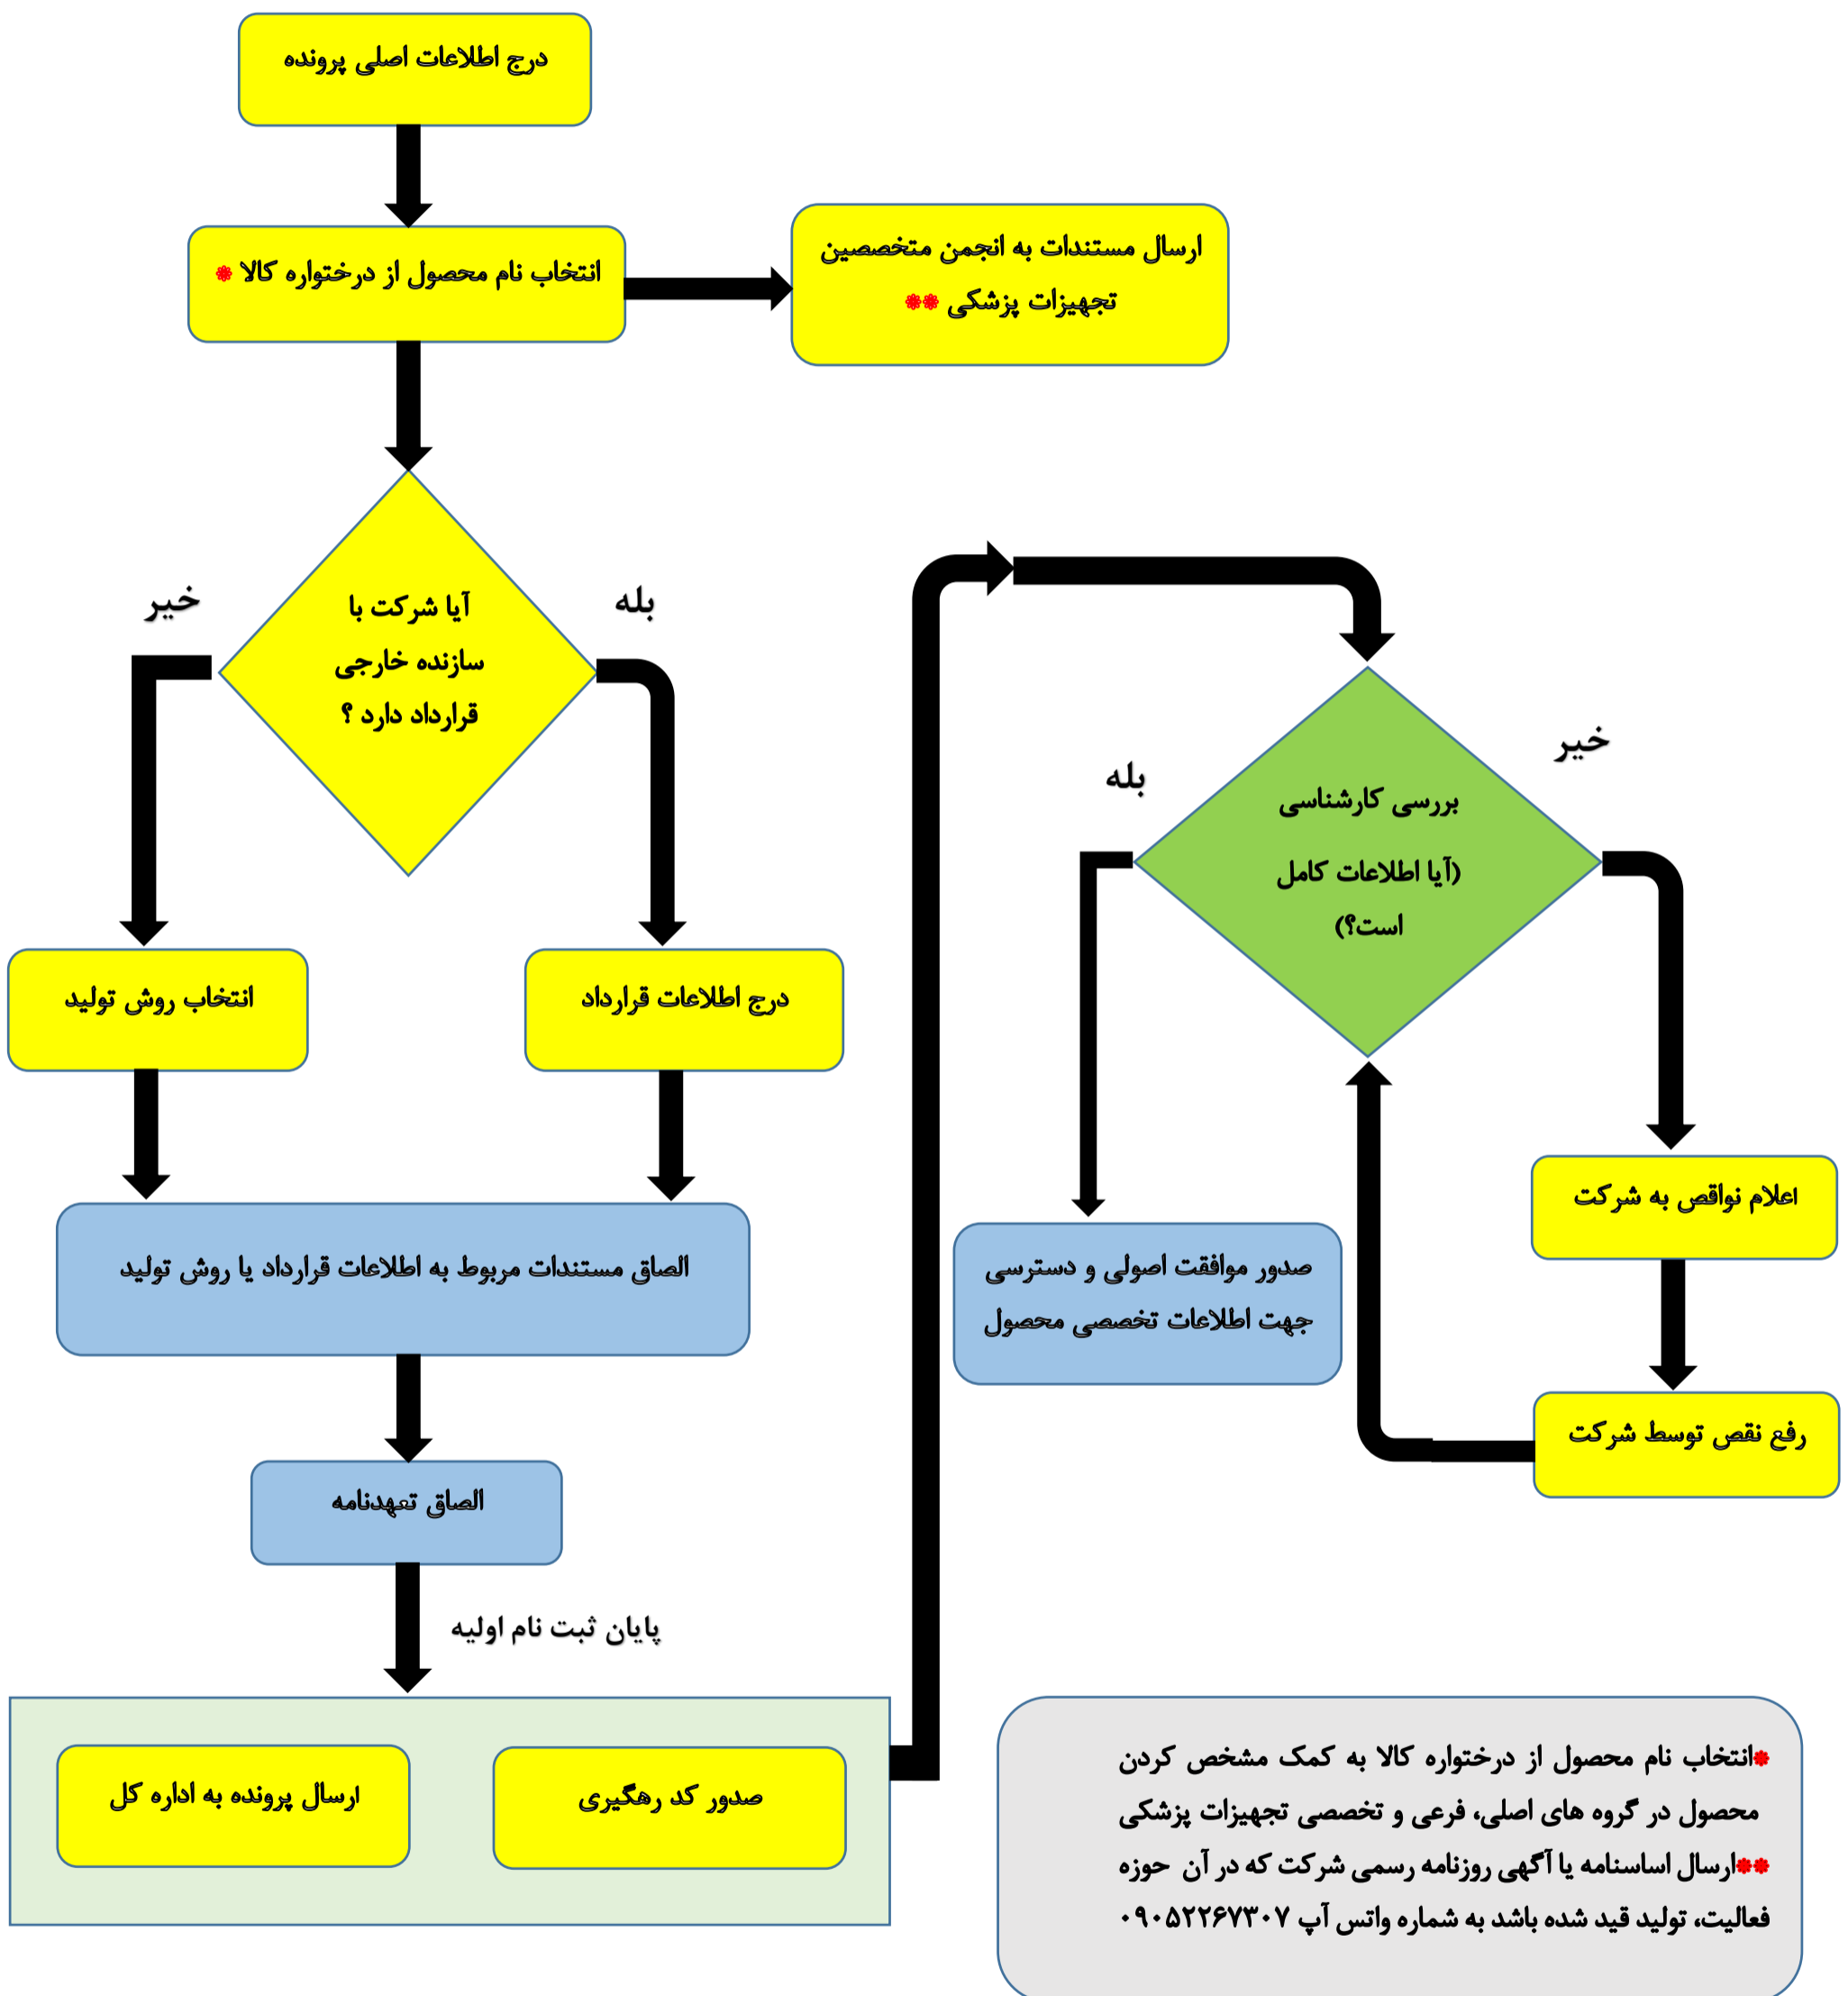 درج اطلاعات اصلی پرونده
انتخاب نام محصول از درختواره کالا *
ارسال مستندات به انجمن متخصصین
تجهیزات پزشکی **
آیا شرکت با
سازنده خارجی
قرارداد دارد ؟
خیر
بله
انتخاب روش تولید
درج اطلاعات قرارداد
الصاق مستندات مربوط به اطلاعات قرارداد یا روش تولید
الصاق تعهدنامه
پایان ثبت نام اولیه
ارسال پرونده به اداره کل
صدور کد رهگیری
بررسی کارشناسی
(آیا اطلاعات کامل
است؟)
بله
خیر
صدور موافقت اصولی و دسترسی
جهت اطلاعات تخصصی محصول
اعلام نواقص به شرکت
رفع نقص توسط شرکت
*انتخاب نام محصول از درختواره کالا به کمک مشخص کردن
محصول در گروه های اصلی، فرعی و تخصصی تجهیزات پزشکی
**ارسال اساسنامه یا آگهی روزنامه رسمی شرکت که در آن حوزه
فعالیت، تولید قید شده باشد به شماره واتس آپ ۰۹۰۵۲۲۶۷۳۰۷